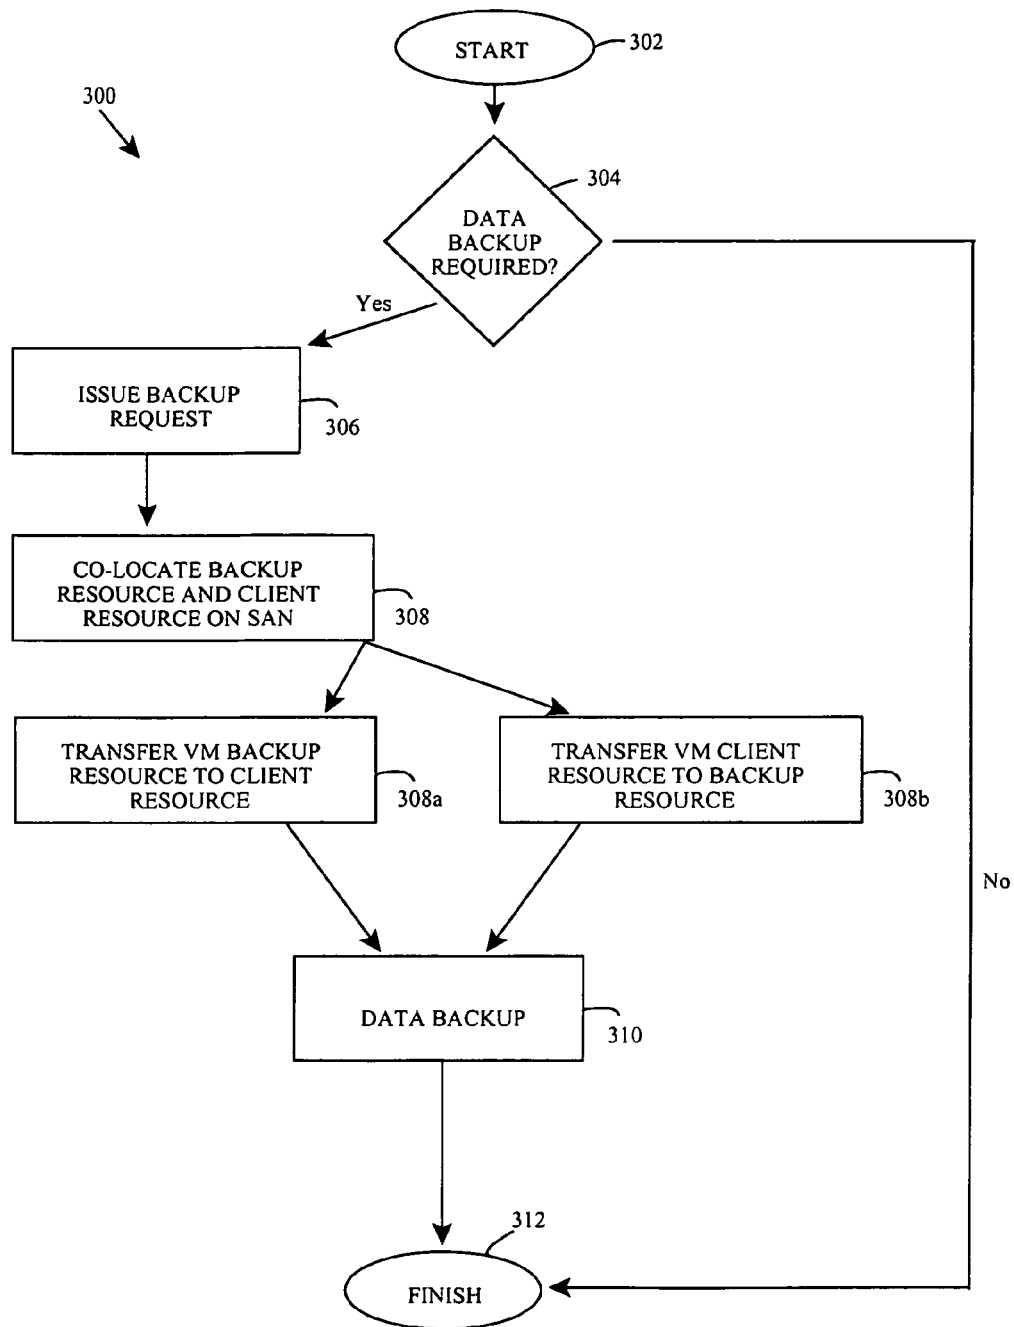 START
302
300
304
DATA
BACKUP
REQUIRED?
Yes
ISSUE BACKUP
REQUEST
306
CO-LOCATE BACKUP
RESOURCE AND CLIENT
RESOURCE ON SAN
308
TRANSFER VM BACKUP
RESOURCE TO CLIENT
RESOURCE
308a
TRANSFER VM CLIENT
RESOURCE TO BACKUP
RESOURCE
308b
No
DATA BACKUP
310
312
FINISH